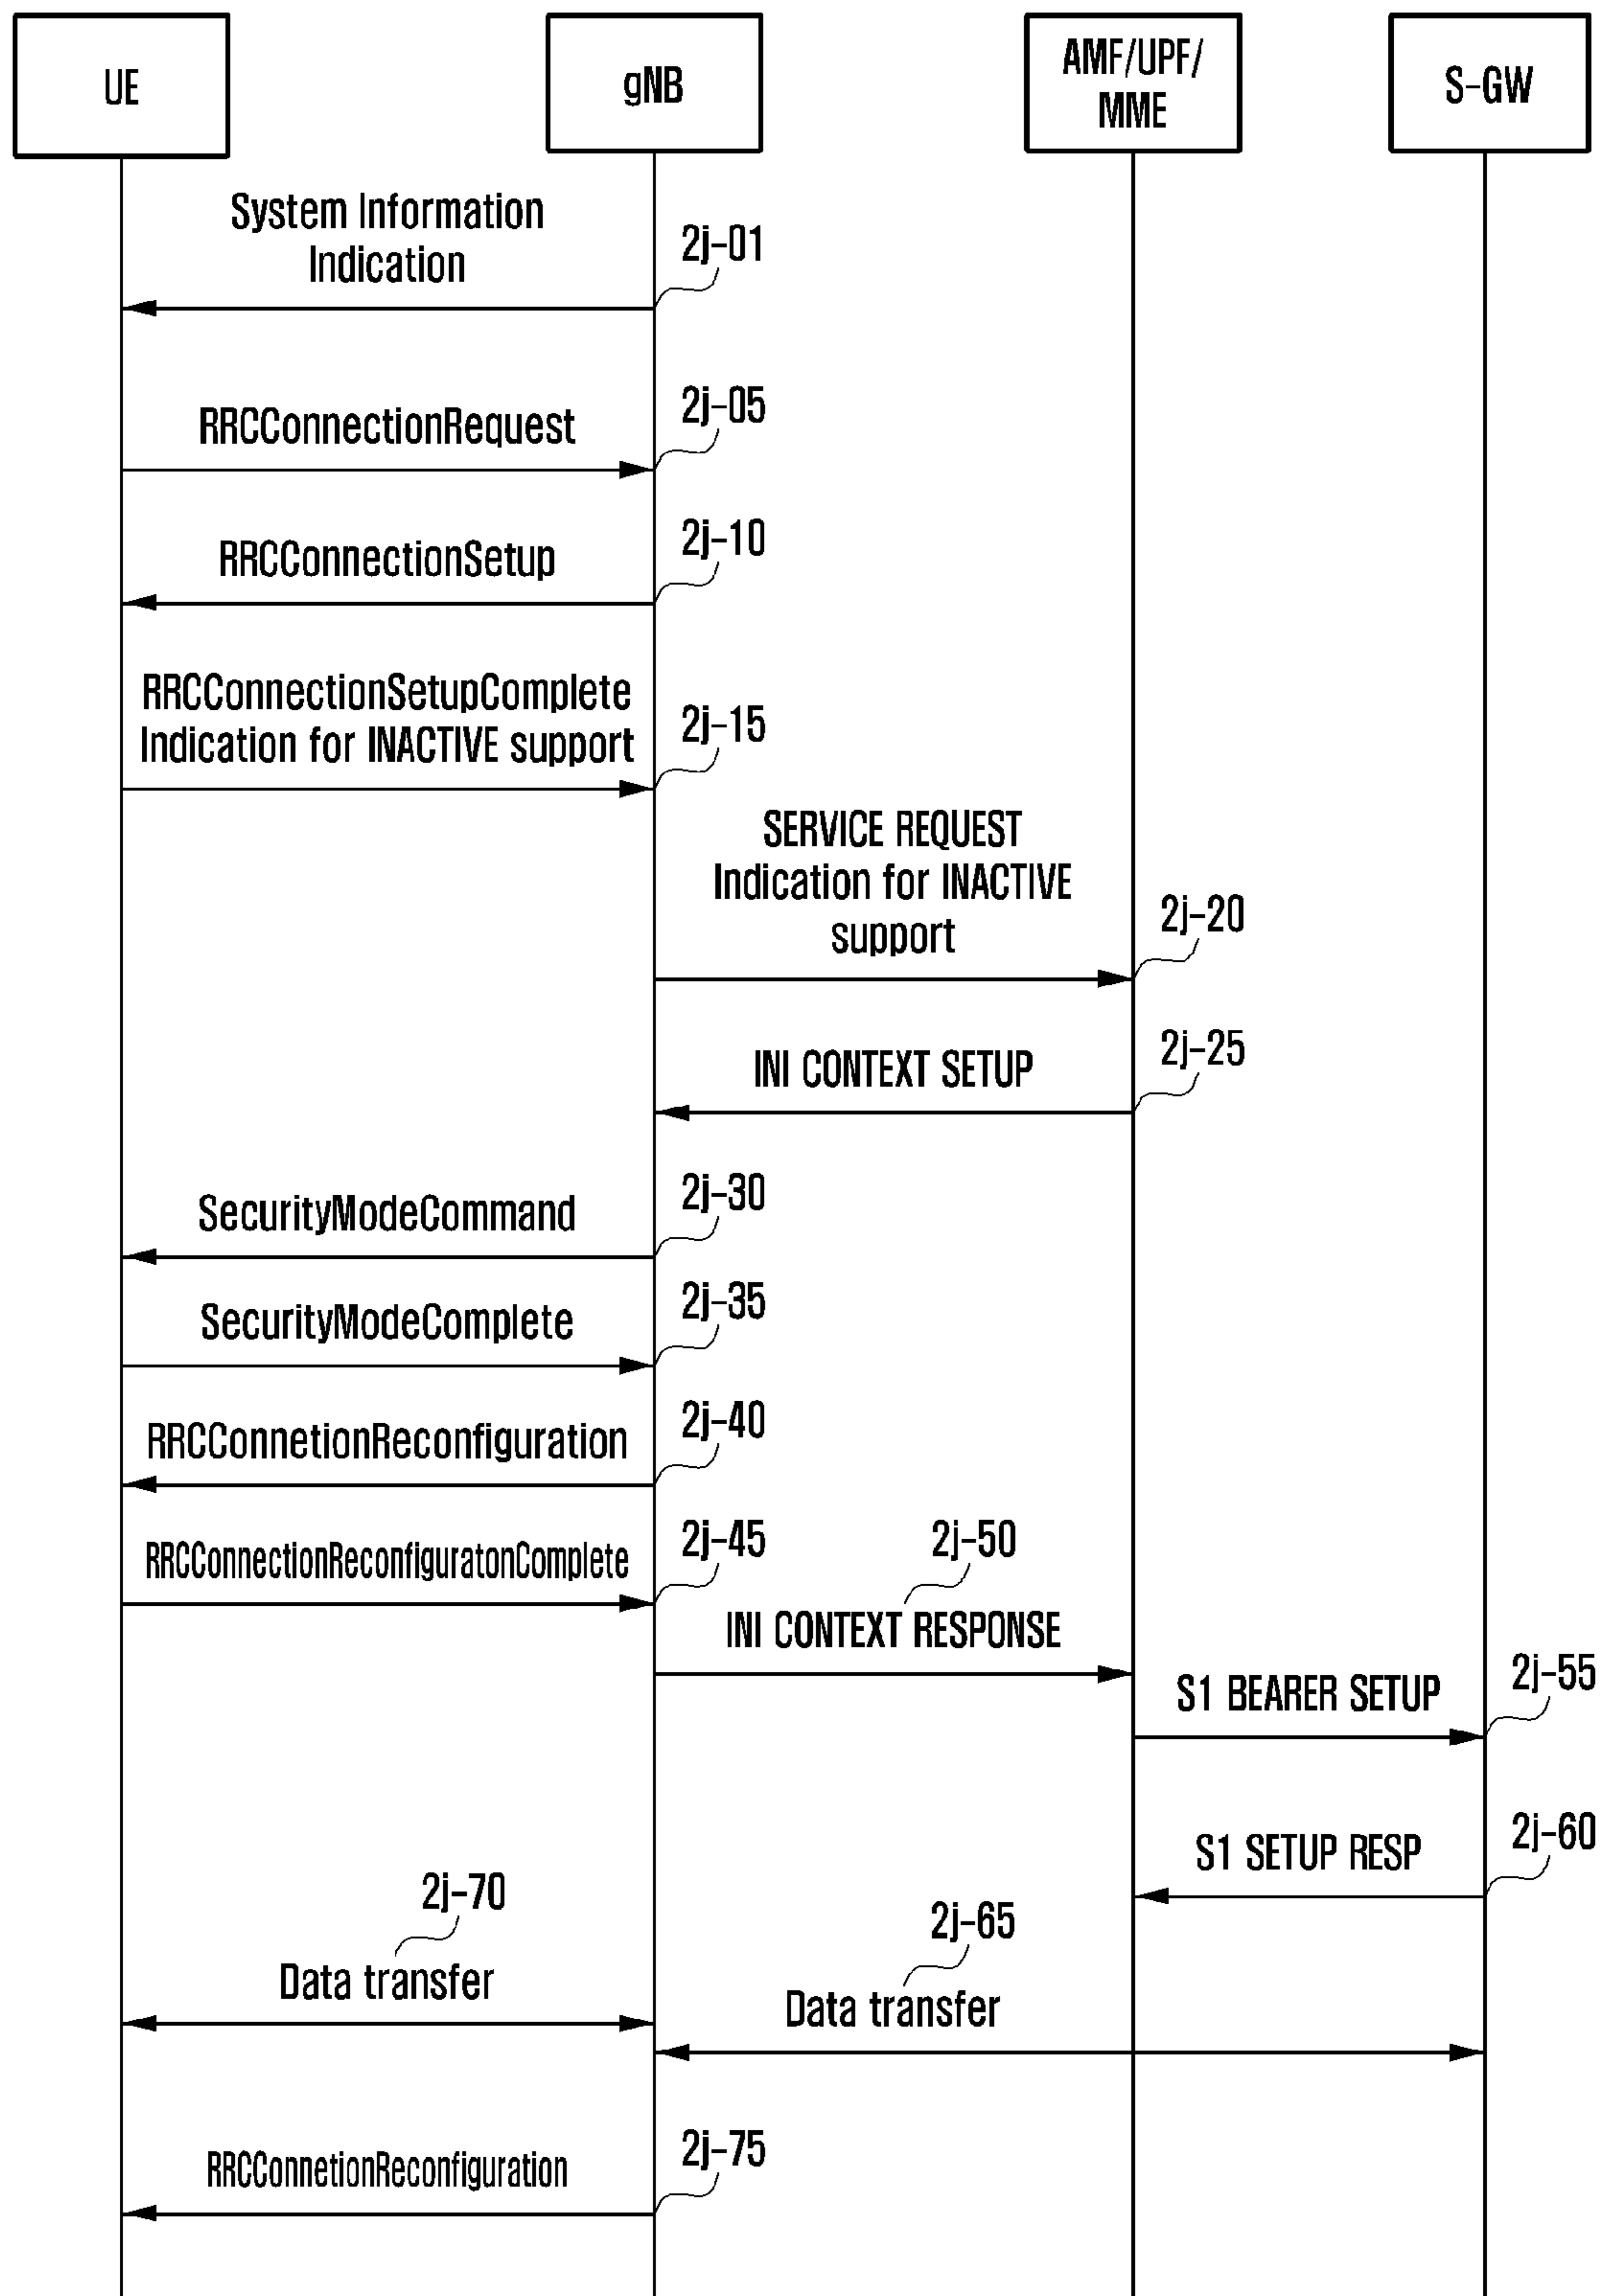 UE
gNB
AMF/UPF/
MME
S-GW
System Information
Indication
2j-01
RRCConnectionRequest
2j-05
RRCConnectionSetup
2j-10
RRCConnectionSetupComplete
Indication for INACTIVE support
2j-15
SERVICE REQUEST
Indication for INACTIVE
support
2j-20
INI CONTEXT SETUP
2j-25
SecurityModeCommand
2j-30
SecurityModeComplete
2j-35
RRCConnetionReconfiguration
2j-40
RRCConnectionReconfiguratonComplete
2j-45
2j-50
INI CONTEXT RESPONSE
S1 BEARER SETUP
2j-55
S1 SETUP RESP
2j-60
2j-70
Data transfer
2j-65
Data transfer
RRCConnetionReconfiguration
2j-75